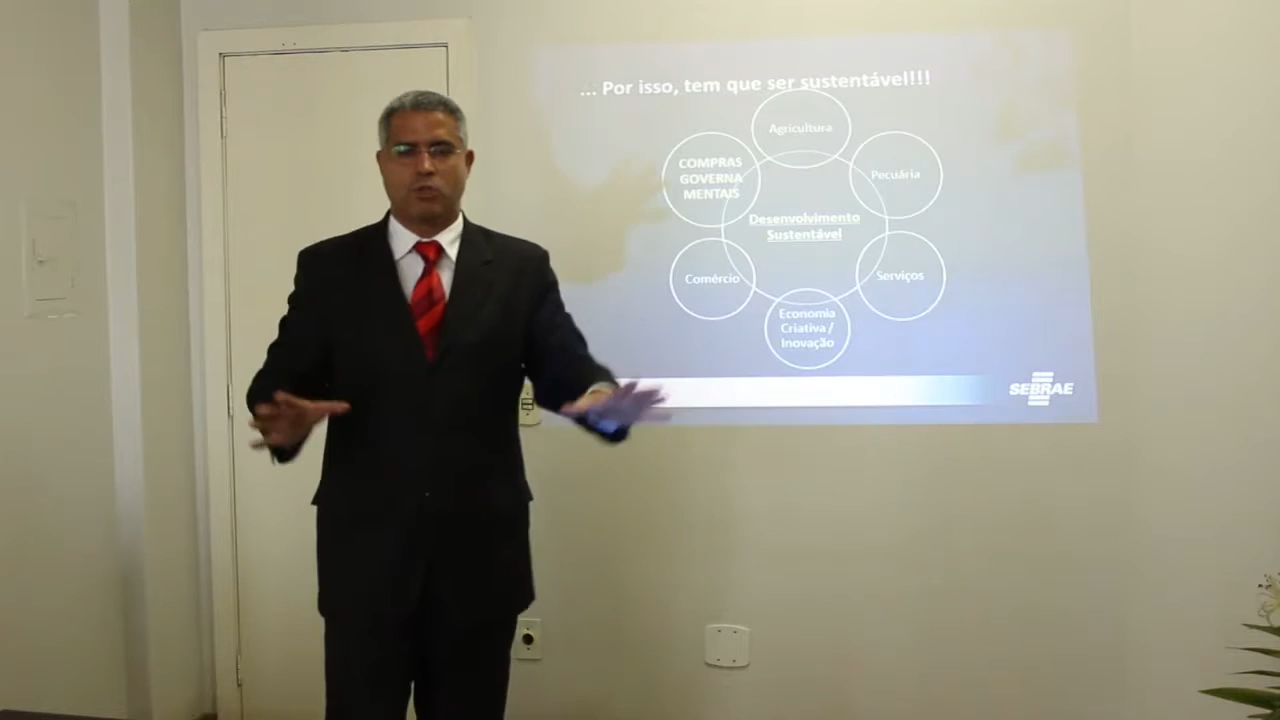 ... Por isso, tem que ser sustentável!!!
Agricultura
COMPRAS
GOVERNA
MENTAIS
Pecuária
Desenvolvimento
Sustentável
Comércio
Serviços
Economia
Criativa /
Inovação
SEBRAE